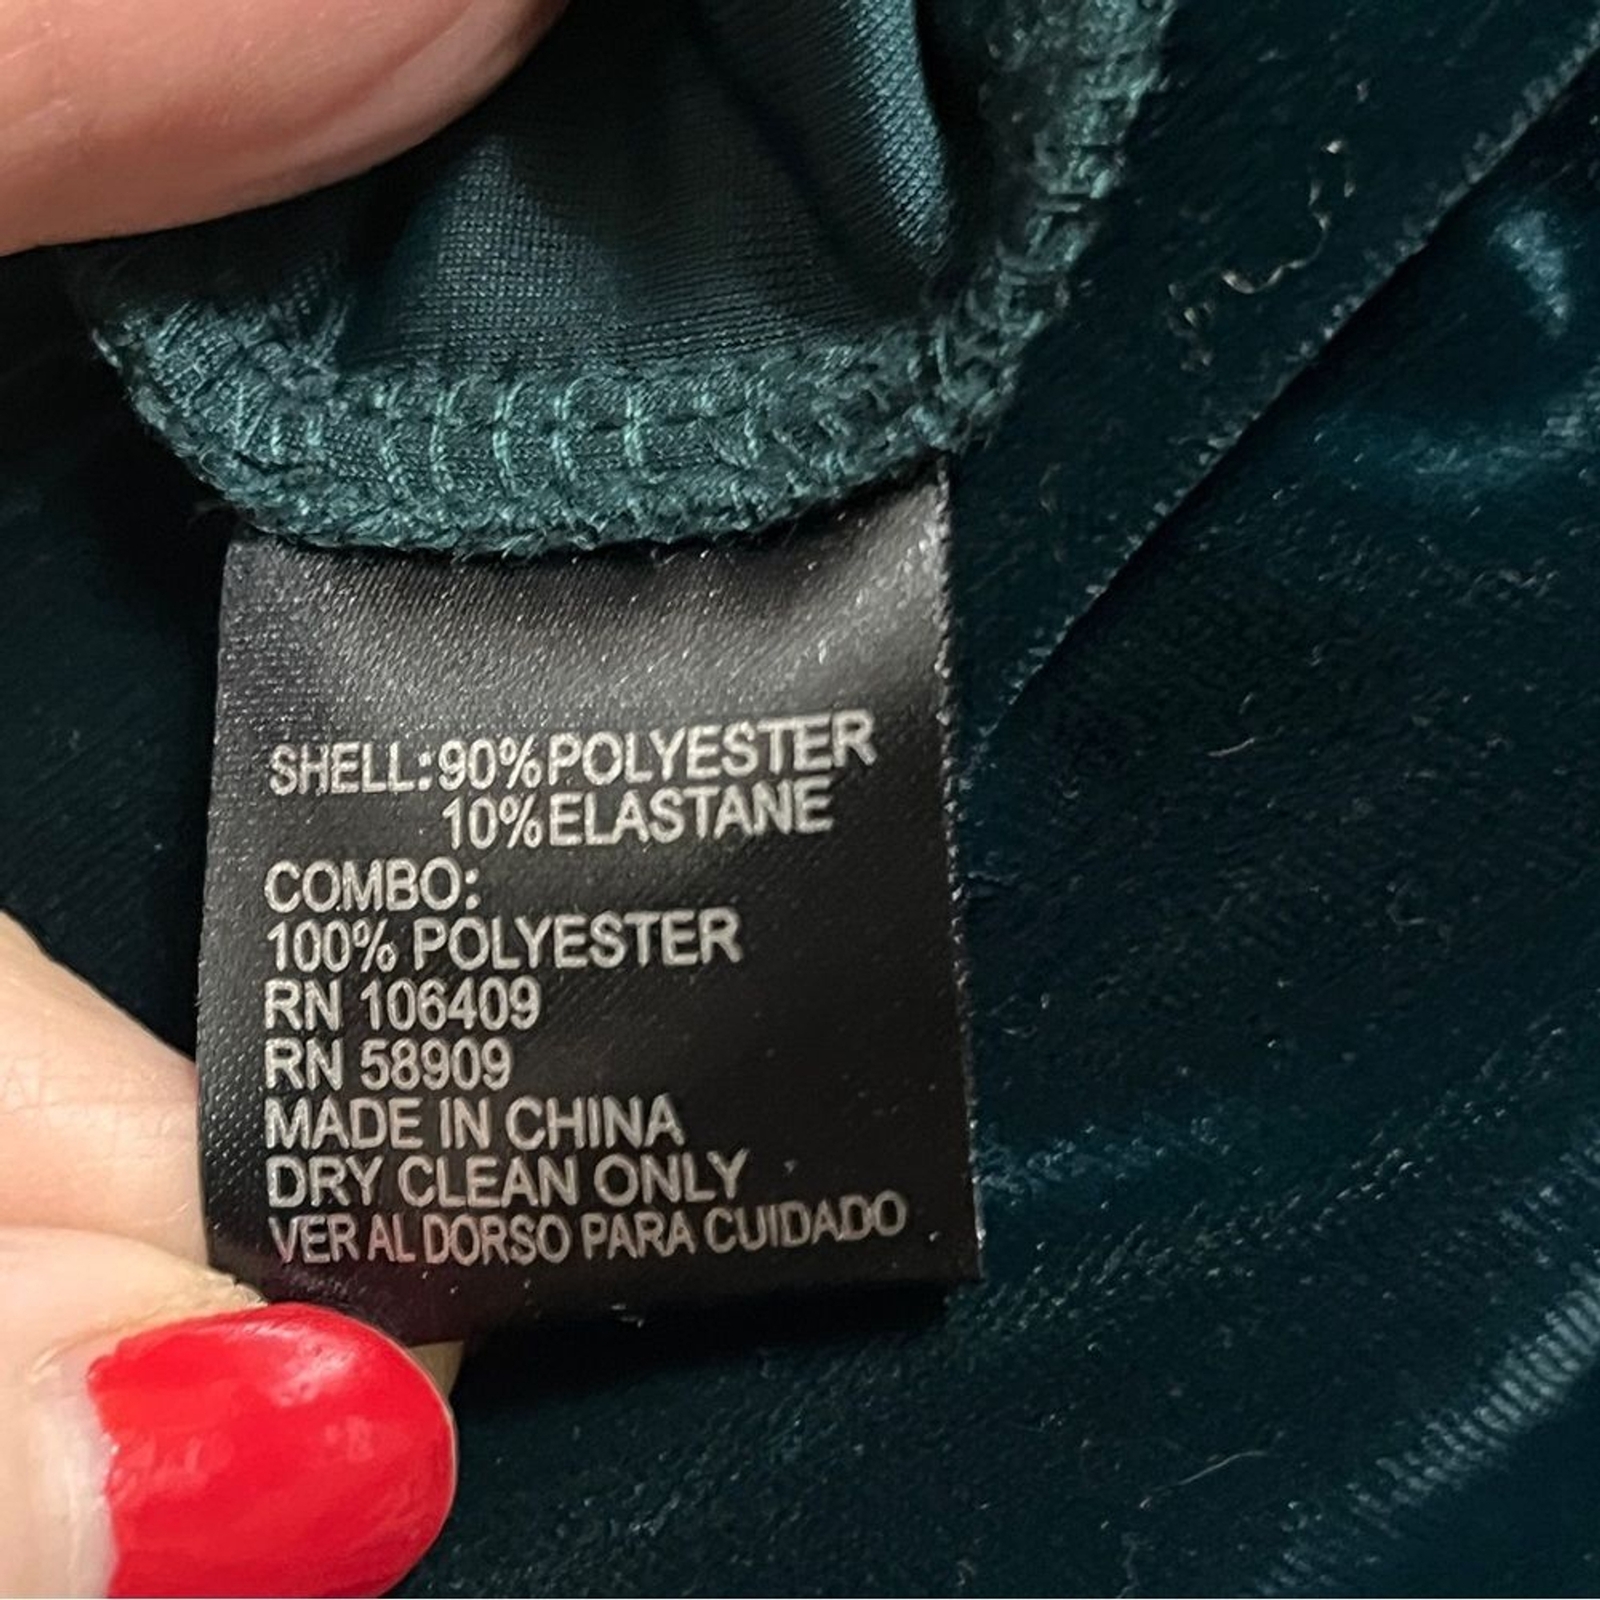 SHELL:90%POLYESTER
10%ELASTANE
COMBO:
100% POLYESTER
RN 106409
RN 58909
MADE IN CHINA
DRY CLEAN ONLY
VER AL DORSO PARA CUIDADO